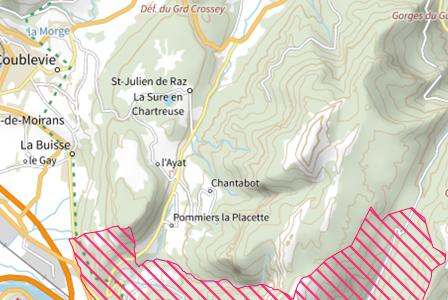 Déf. du Grd Crossey
Gorges du
la Morge
Coublevie
St-Julien de Raz
La Sure en
Chartreuse
-de-Moirans
La Buisse
le Gay
l'Ayat
Chantabot
Pommiers la Placette